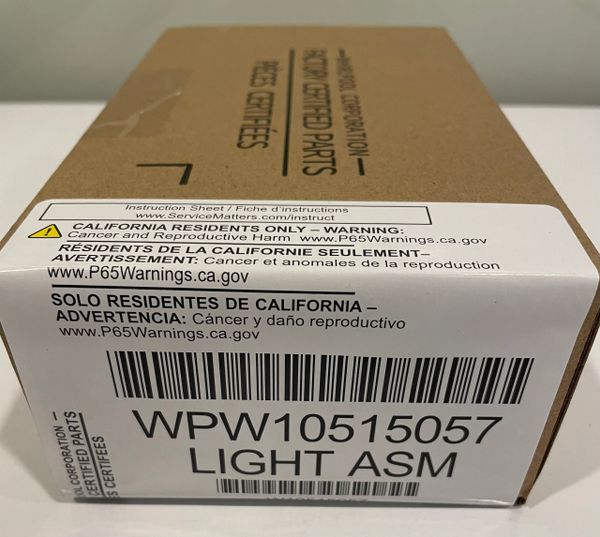 —WHIRLPOOL CORPORATION—
FACTORY CERTIFIED PARTS
PIÈCES CERTIFIÉES
Instruction Sheet / Fiche d'instructions
www.ServiceMatters.com/instruct
CALIFORNIA RESIDENTS ONLY – WARNING:
Cancer and Reproductive Harm www.P65Warnings.ca.gov
RÉSIDENTS DE LA CALIFORNIE SEULEMENT–
AVERTISSEMENT: Cancer et anomales de la reproduction
www.P65Warnings.ca.gov
SOLO RESIDENTES DE CALIFORNIA –
ADVERTENCIA: Cáncer y daño reproductivo
www.P65Warnings.ca.gov
WPW10515057
LIGHT ASM
OL CORPORATION –
CERTIFIED PARTS
S CERTIFEES